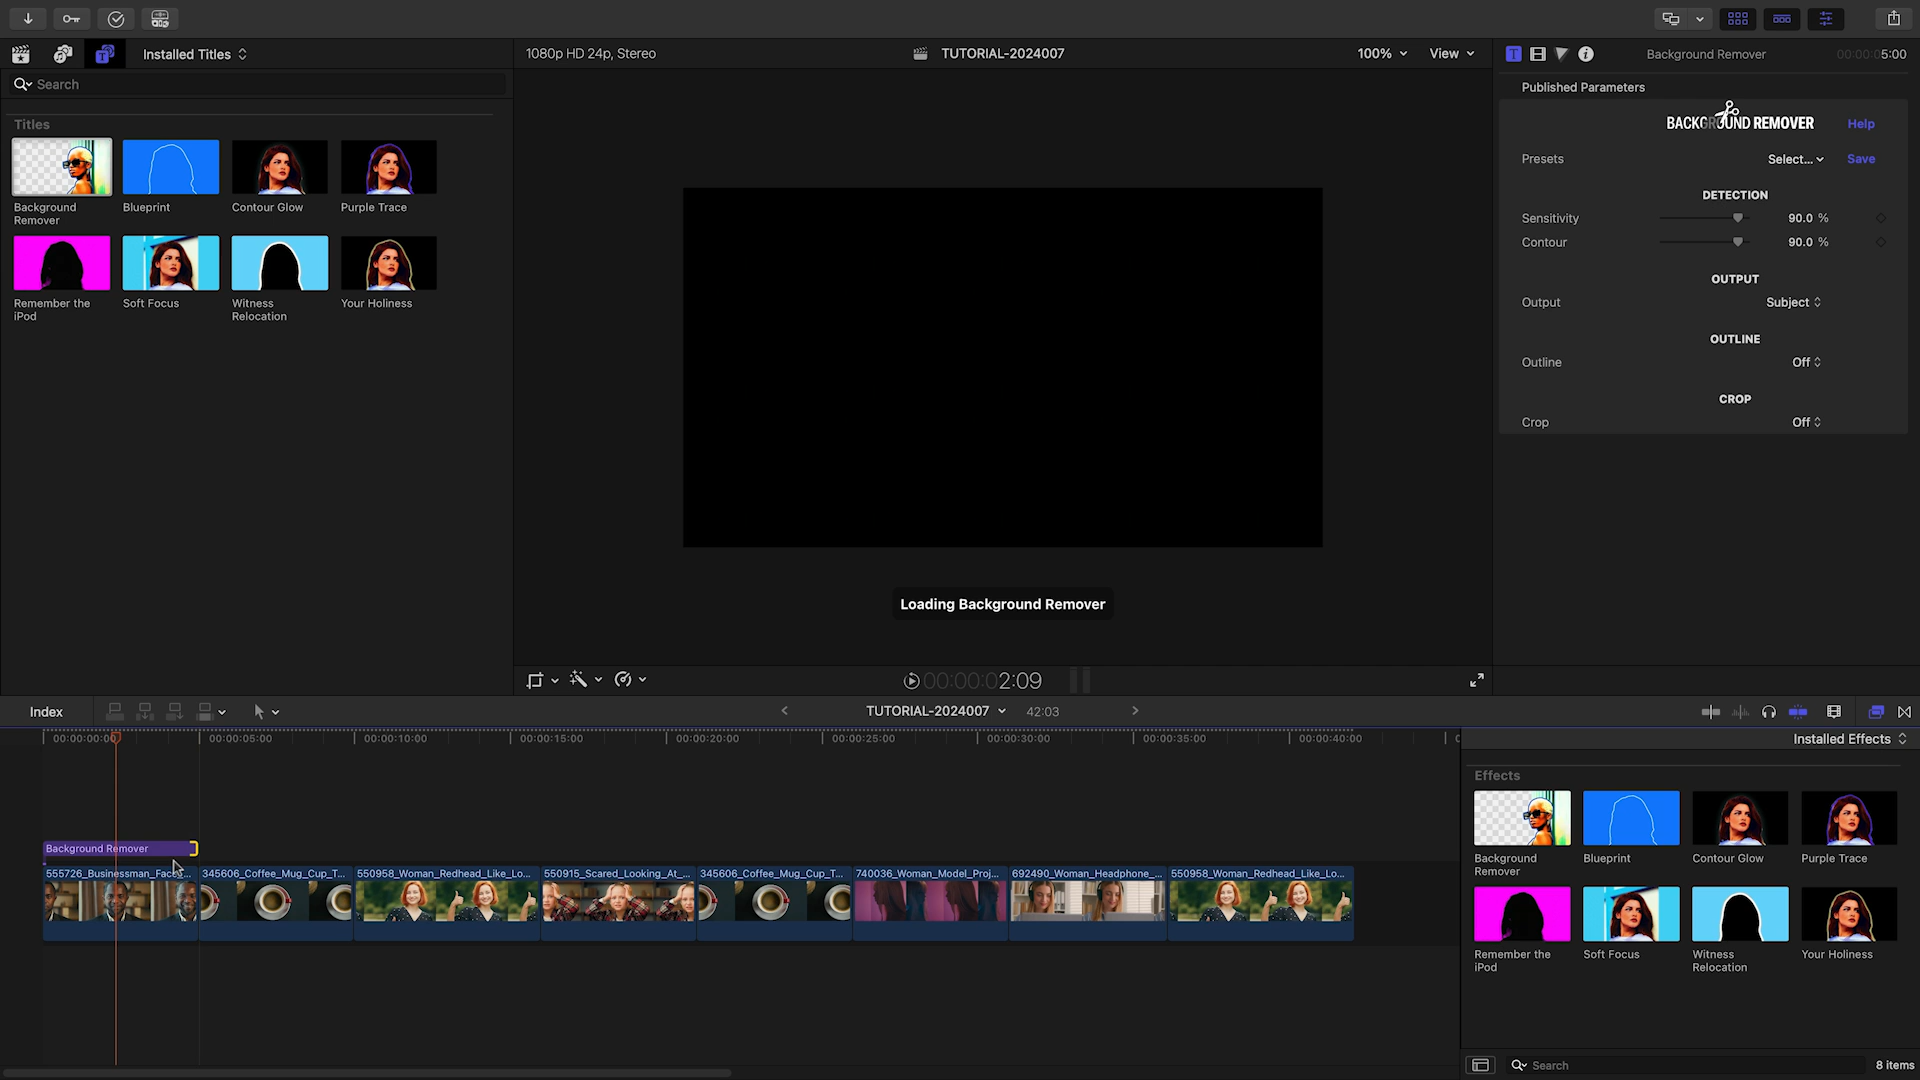 Installed Titles
1080p HD 24p, Stereo
TUTORIAL-2024007
100%
View
Background Remover
00:00:05:00
Search
Published Parameters
Titles
BACKGROUND REMOVER
Help
Presets
Select...
Save
DETECTION
Sensitivity
90.0 %
Contour
90.0 %
OUTPUT
Output
Subject
OUTLINE
Outline
Off
CROP
Crop
Off
Background
Remover
Blueprint
Contour Glow
Purple Trace
Remember the
iPod
Soft Focus
Witness
Relocation
Your Holiness
Loading Background Remover
00:00:02:09
Index
TUTORIAL-2024007
42:03
00:00:00:00
00:00:05:00
00:00:10:00
00:00:15:00
00:00:20:00
00:00:25:00
00:00:30:00
00:00:35:00
00:00:40:00
Background Remover
345606_Coffee_Mug_Cup_T...
550958_Woman_Redhead_Like_Lo...
550915_Scared_Looking_At_...
345606_Coffee_Mug_Cup_T...
740036_Woman_Model_Proj...
692490_Woman_Headphone_...
550958_Woman_Redhead_Like_Lo...
Installed Effects
Effects
Background
Remover
Blueprint
Contour Glow
Purple Trace
Remember the
iPod
Soft Focus
Witness
Relocation
Your Holiness
Search
8 items